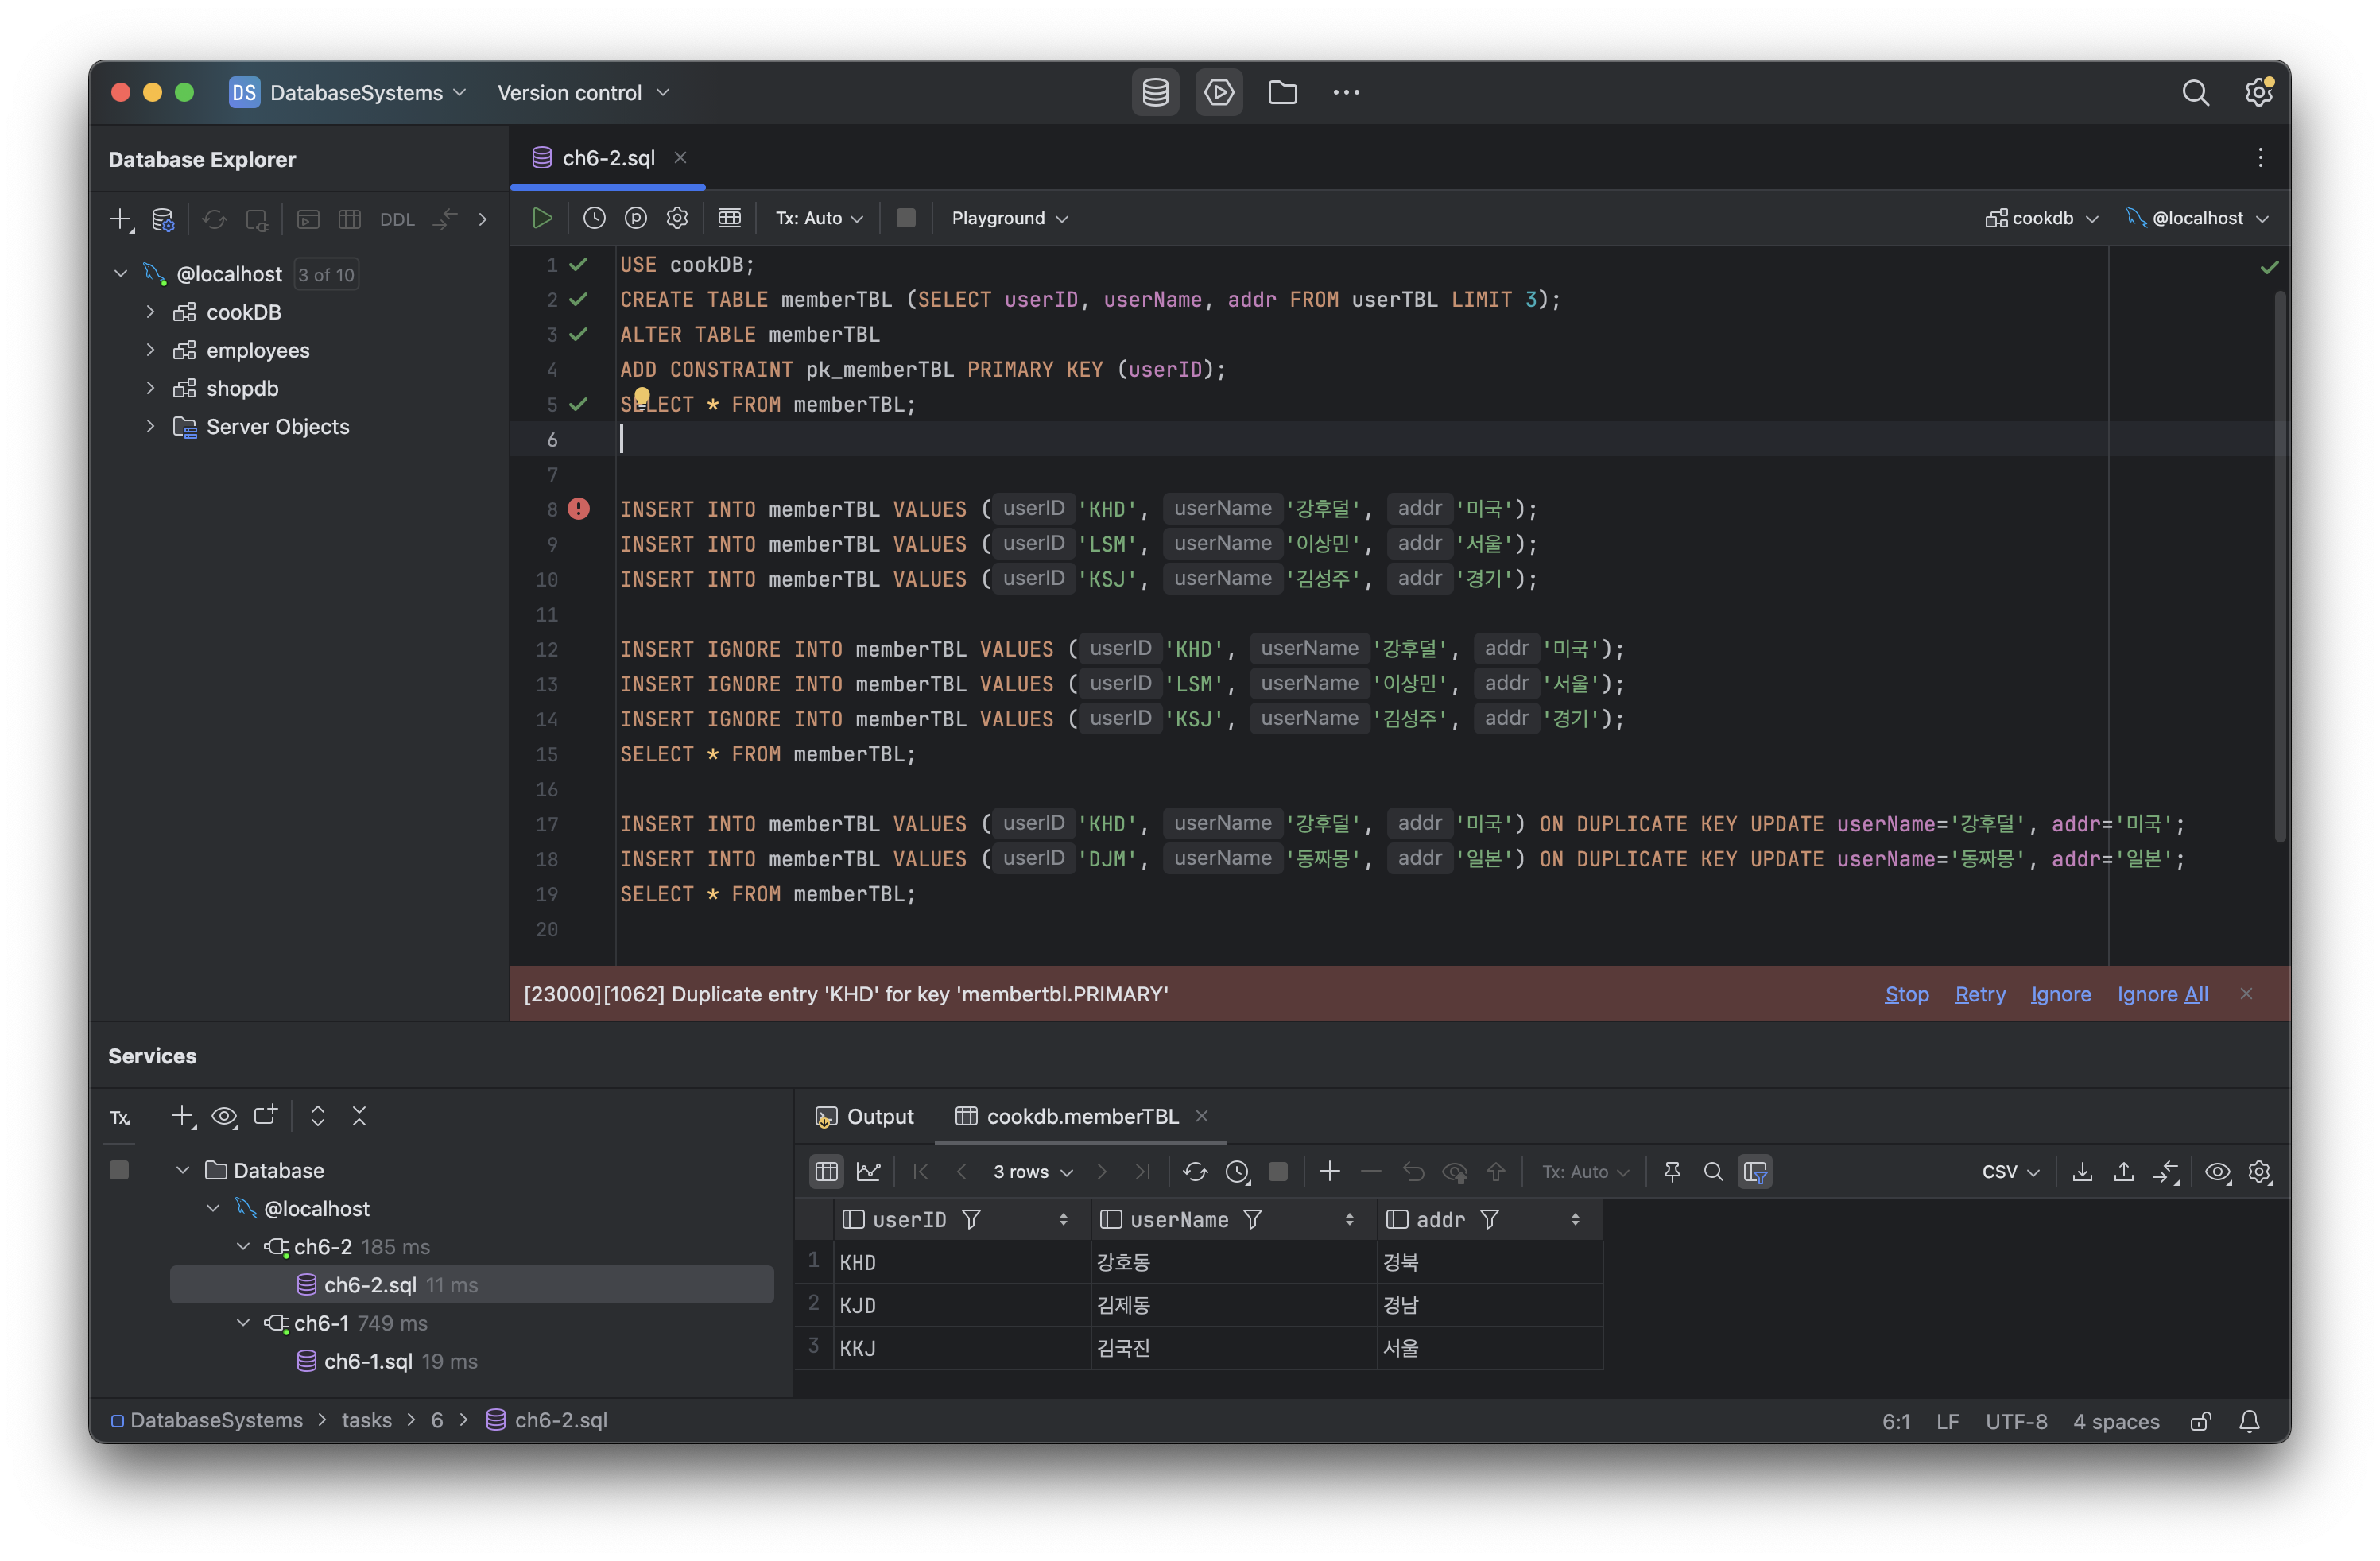 DS DatabaseSystems Version control
Database Explorer
ch6-2.sql
DDL
Tx: Auto Playground cookdb @localhost
@localhost 3 of 10
cookDB
employees
shopdb
Server Objects
1 USE cookDB;
2 CREATE TABLE memberTBL (SELECT userID, userName, addr FROM userTBL LIMIT 3);
3 ALTER TABLE memberTBL
4 ADD CONSTRAINT pk_memberTBL PRIMARY KEY (userID);
5 SELECT * FROM memberTBL;
6
7
8 INSERT INTO memberTBL VALUES ( userID 'KHD', userName '강후덜', addr '미국');
9 INSERT INTO memberTBL VALUES ( userID 'LSM', userName '이상민', addr '서울');
10 INSERT INTO memberTBL VALUES ( userID 'KSJ', userName '김성주', addr '경기');
11
12 INSERT IGNORE INTO memberTBL VALUES ( userID 'KHD', userName '강후덜', addr '미국');
13 INSERT IGNORE INTO memberTBL VALUES ( userID 'LSM', userName '이상민', addr '서울');
14 INSERT IGNORE INTO memberTBL VALUES ( userID 'KSJ', userName '김성주', addr '경기');
15 SELECT * FROM memberTBL;
16
17 INSERT INTO memberTBL VALUES ( userID 'KHD', userName '강후덜', addr '미국') ON DUPLICATE KEY UPDATE userName='강후덜', addr='미국';
18 INSERT INTO memberTBL VALUES ( userID 'DJM', userName '동짜몽', addr '일본') ON DUPLICATE KEY UPDATE userName='동짜몽', addr='일본';
19 SELECT * FROM memberTBL;
20
[23000][1062] Duplicate entry 'KHD' for key 'membertbl.PRIMARY' Stop Retry Ignore Ignore All
Services
Tx
Database
@localhost
ch6-2 185 ms
ch6-2.sql 11 ms
ch6-1 749 ms
ch6-1.sql 19 ms
Output cookdb.memberTBL
3 rows Tx: Auto CSV
userID userName addr
1 KHD 강호동 경북
2 KJD 김제동 경남
3 KKJ 김국진 서울
DatabaseSystems > tasks > 6 > ch6-2.sql 6:1 LF UTF-8 4 spaces